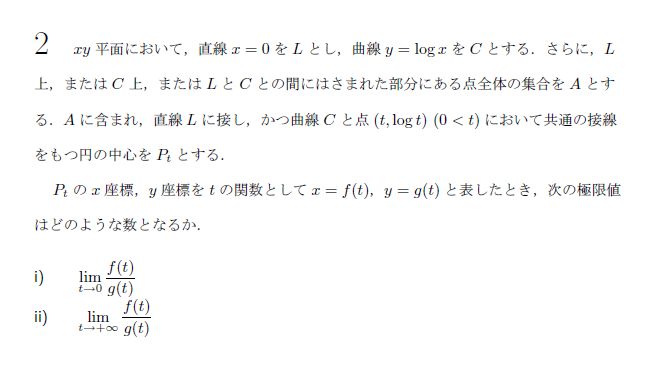 2 xy 平面において，直線 x = 0 を L とし，曲線 y = log x を C とする．さらに，L
上，または C 上，または L と C との間にはさまれた部分にある点全体の集合を A とす
る．A に含まれ，直線 L に接し，かつ曲線 C と点 (t, log t) (0 < t) において共通の接線
をもつ円の中心を P_t とする．
P_t の x 座標，y 座標を t の関数として x = f(t)，y = g(t) と表したとき，次の極限値
はどのような数となるか．
i) lim_{t→0} f(t)/g(t)
ii) lim_{t→+∞} f(t)/g(t)